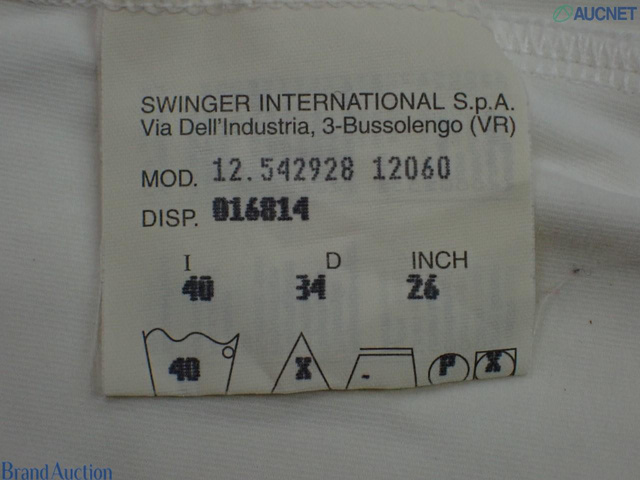 AUCNET
SWINGER INTERNATIONAL S.p.A.
Via Dell'Industria, 3-Bussolengo (VR)
MOD. 12.542928 12060
DISP. 016814
I D INCH
40 34 26
40 X - P X
BrandAuction